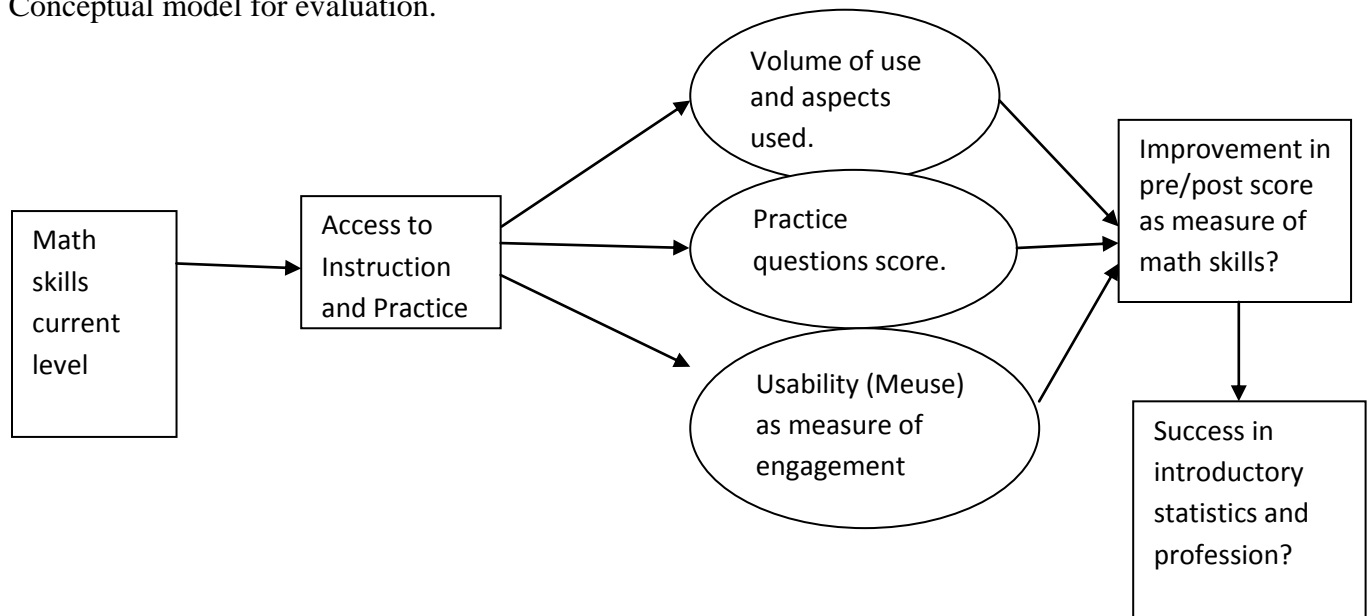 Conceptual model for evaluation.
Volume of use
and aspects
used.
Improvement in
pre/post score
as measure of
math skills?
Math
skills
current
level
Access to
Instruction
and Practice
Practice
questions score.
Usability (Meuse)
as measure of
engagement
Success in
introductory
statistics and
profession?